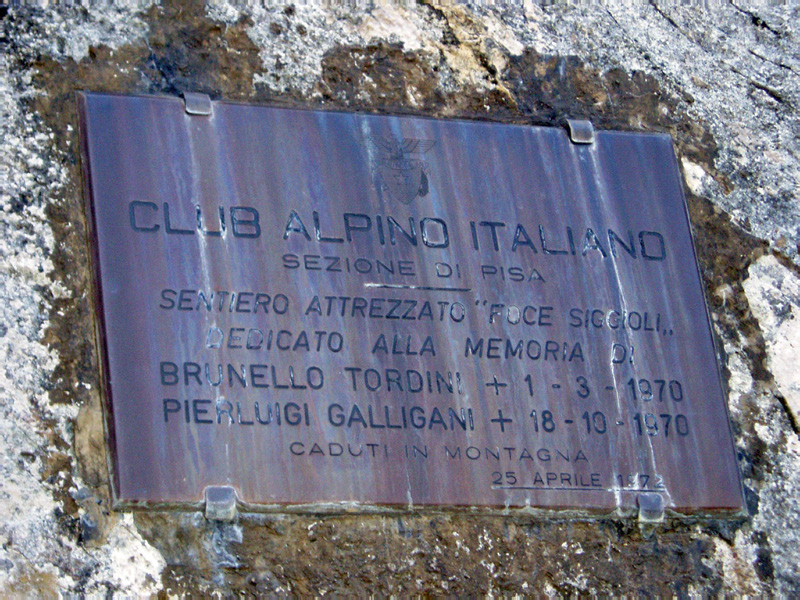 CLUB ALPINO ITALIANO
SEZIONE DI PISA
SENTIERO ATTREZZATO "FOCE SIGGIOLI„
DEDICATO ALLA MEMORIA DI
BRUNELLO TORDINI + 1 - 3 - 1970
PIERLUIGI GALLIGANI + 18 - 10 - 1970
CADUTI IN MONTAGNA
25 APRILE 1972